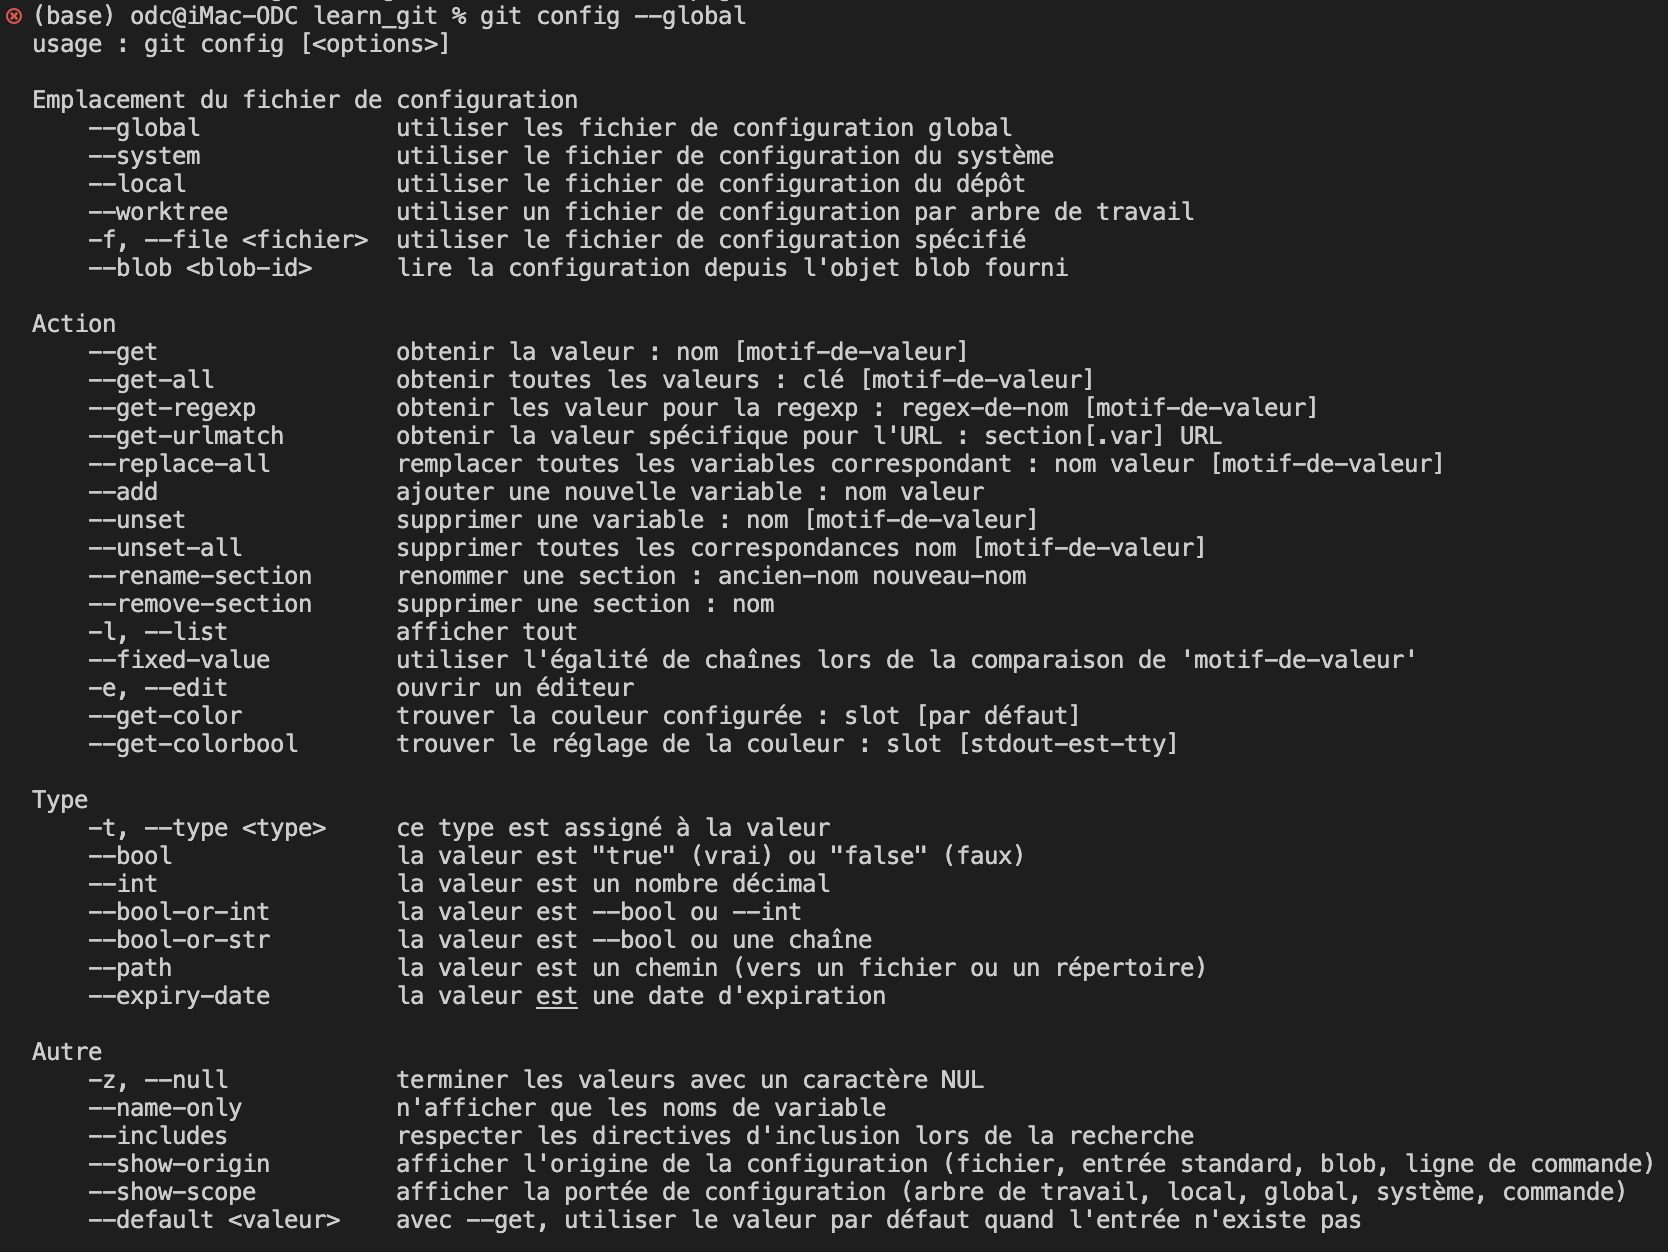 (base) odc@iMac-ODC learn_git % git config --global
usage : git config [<options>]
Emplacement du fichier de configuration
--global utiliser les fichier de configuration global
--system utiliser le fichier de configuration du système
--local utiliser le fichier de configuration du dépôt
--worktree utiliser un fichier de configuration par arbre de travail
-f, --file <fichier> utiliser le fichier de configuration spécifié
--blob <blob-id> lire la configuration depuis l'objet blob fourni
Action
--get obtenir la valeur : nom [motif-de-valeur]
--get-all obtenir toutes les valeurs : clé [motif-de-valeur]
--get-regexp obtenir les valeur pour la regexp : regex-de-nom [motif-de-valeur]
--get-urlmatch obtenir la valeur spécifique pour l'URL : section[.var] URL
--replace-all remplacer toutes les variables correspondant : nom valeur [motif-de-valeur]
--add ajouter une nouvelle variable : nom valeur
--unset supprimer une variable : nom [motif-de-valeur]
--unset-all supprimer toutes les correspondances nom [motif-de-valeur]
--rename-section renommer une section : ancien-nom nouveau-nom
--remove-section supprimer une section : nom
-l, --list afficher tout
--fixed-value utiliser l'égalité de chaînes lors de la comparaison de 'motif-de-valeur'
-e, --edit ouvrir un éditeur
--get-color trouver la couleur configurée : slot [par défaut]
--get-colorbool trouver le réglage de la couleur : slot [stdout-est-tty]
Type
-t, --type <type> ce type est assigné à la valeur
--bool la valeur est "true" (vrai) ou "false" (faux)
--int la valeur est un nombre décimal
--bool-or-int la valeur est --bool ou --int
--bool-or-str la valeur est --bool ou une chaîne
--path la valeur est un chemin (vers un fichier ou un répertoire)
--expiry-date la valeur est une date d'expiration
Autre
-z, --null terminer les valeurs avec un caractère NUL
--name-only n'afficher que les noms de variable
--includes respecter les directives d'inclusion lors de la recherche
--show-origin afficher l'origine de la configuration (fichier, entrée standard, blob, ligne de commande)
--show-scope afficher la portée de configuration (arbre de travail, local, global, système, commande)
--default <valeur> avec --get, utiliser le valeur par défaut quand l'entrée n'existe pas